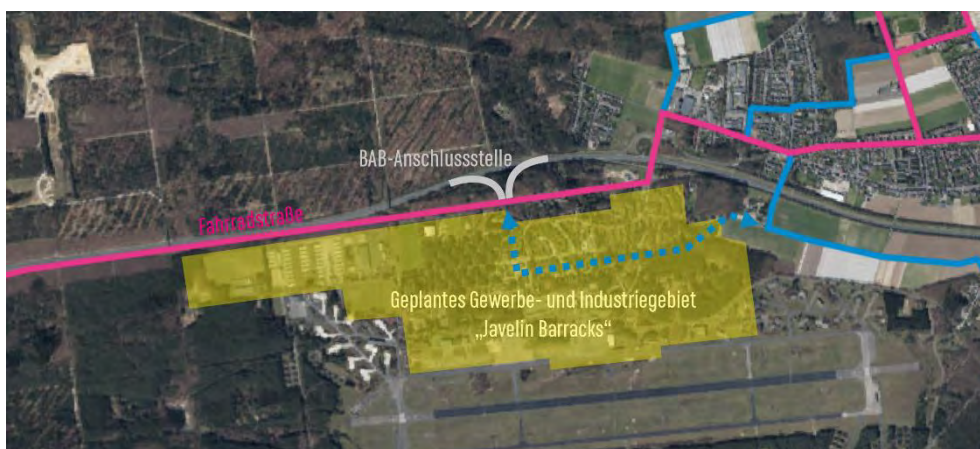 BAB-Anschlussstelle
Fahrradstraße
Geplantes Gewerbe- und Industriegebiet
„Javelin Barracks“